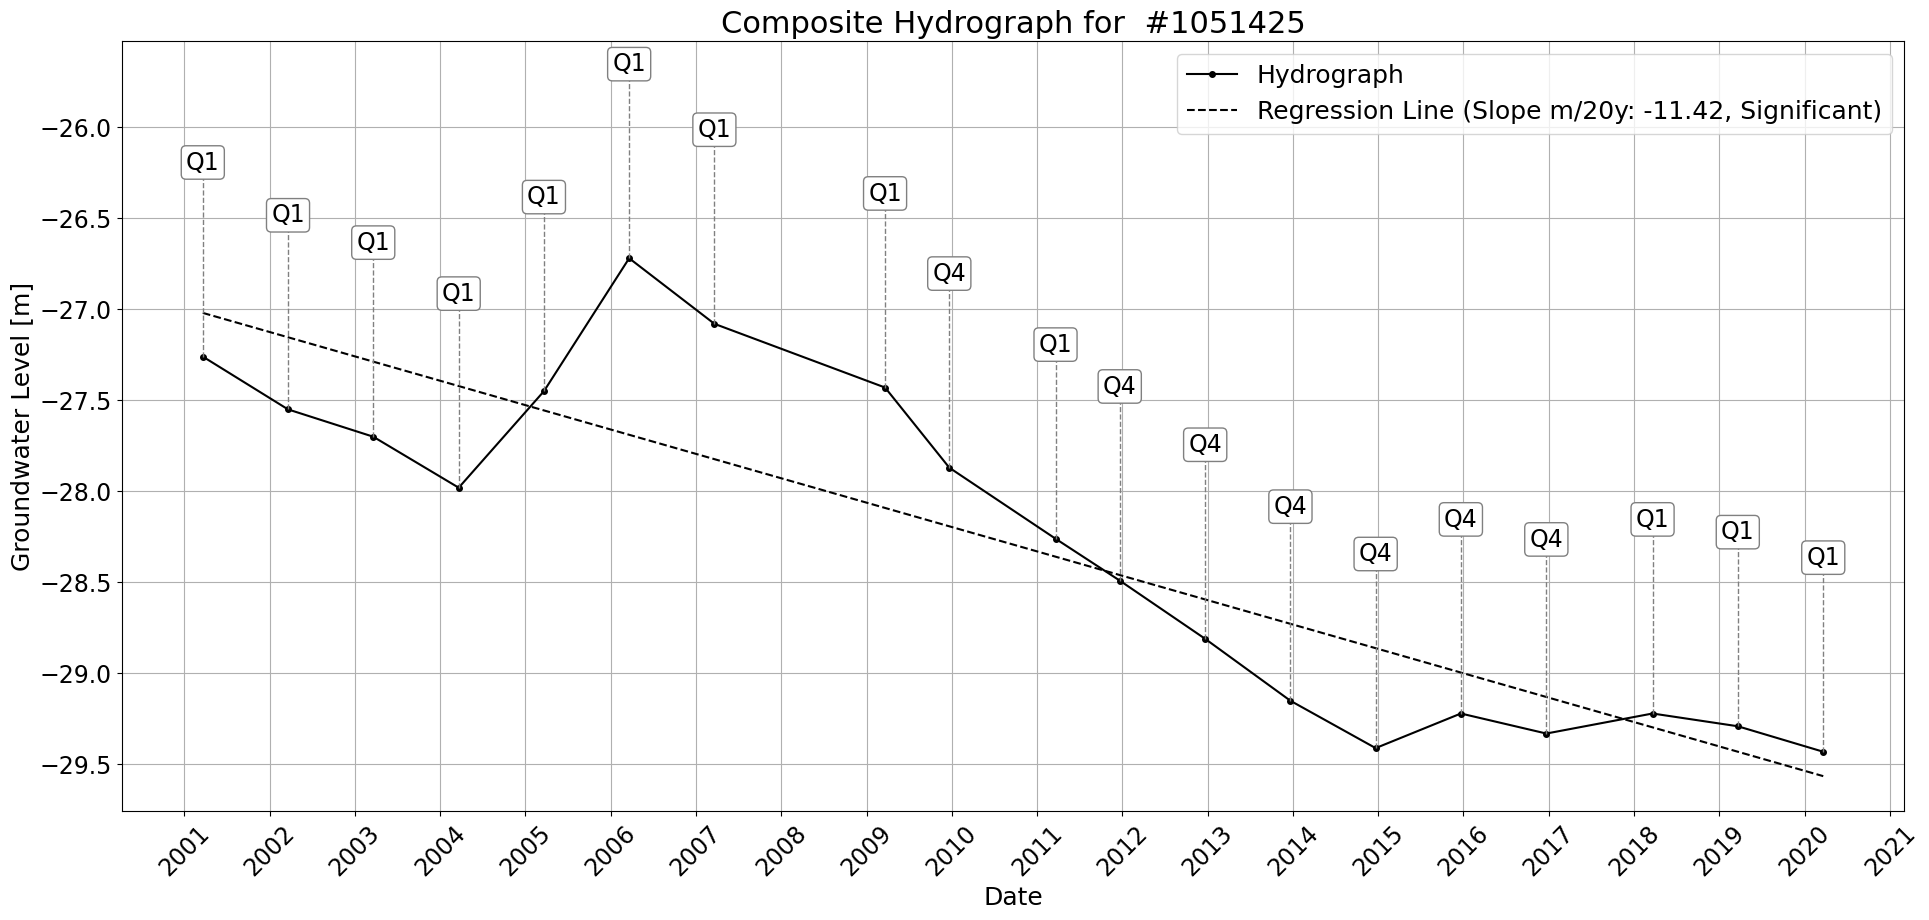 Composite Hydrograph for  #1051425
Hydrograph
Regression Line (Slope m/20y: -11.42, Significant)
Q1
Q1
Q1
Q1
Q1
Q1
Q1
Q1
Q4
Q1
Q4
Q4
Q4
Q4
Q4
Q4
Q1
Q1
Q1
Groundwater Level [m]
−26.0
−26.5
−27.0
−27.5
−28.0
−28.5
−29.0
−29.5
2001
2002
2003
2004
2005
2006
2007
2008
2009
2010
2011
2012
2013
2014
2015
2016
2017
2018
2019
2020
2021
Date